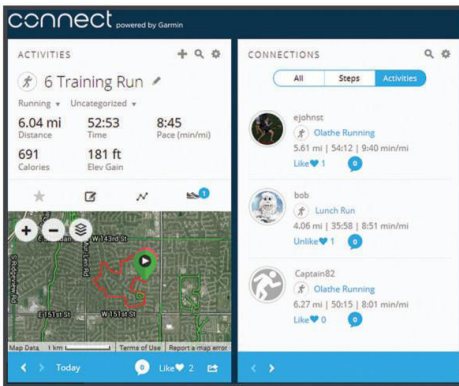 connect powered by Garmin
ACTIVITIES
6 Training Run
Running Uncategorized
6.04 mi 52:53 8:45
Distance Time Pace (min/mi)
691 181 ft
Calories Elev Gain
1
W 143rd St
E 151st St W 151st St
Map Data 1 km Terms of Use Report a map error
Today 0 Like 2
CONNECTIONS
All Steps Activities
ejohnst
Olathe Running
5.61 mi | 54:12 | 9:40 min/mi
Like 1 0
bob
Lunch Run
4.06 mi | 35:58 | 8:51 min/mi
Unlike 1 0
Captain82
Olathe Running
6.27 mi | 50:15 | 8:01 min/mi
Like 0 0